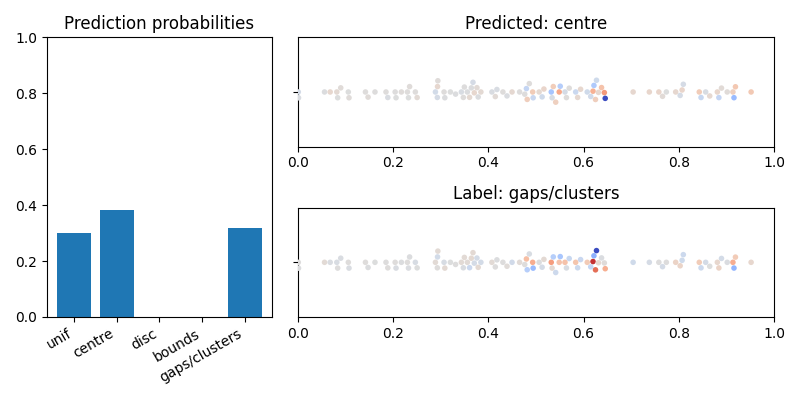 Prediction probabilities
1.0
0.8
0.6
0.4
0.2
0.0
unif
centre
disc
bounds
gaps/clusters
Predicted: centre
0.0 0.2 0.4 0.6 0.8 1.0
Label: gaps/clusters
0.0 0.2 0.4 0.6 0.8 1.0